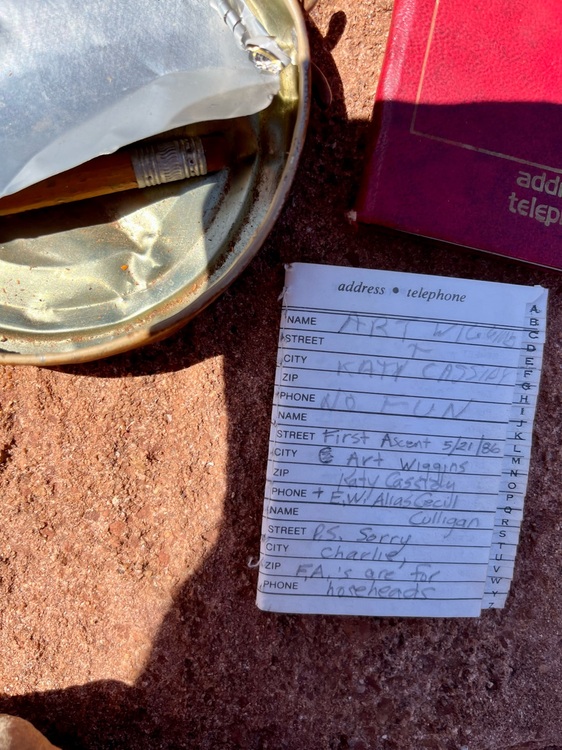 addr
telep
address • telephone
NAME ART WIGGINS
STREET +
CITY KATY CASSIDY
ZIP
PHONE NO FUN
NAME
STREET First Ascent 5/21/86
CITY Art Wiggins
ZIP Katy Cassidy
PHONE + E.W. Alias Cecill
NAME Culligan
STREET P.S. Sorry
CITY Charlie,
ZIP F.A.'s are for
PHONE hoseheads
A
B
C
D
E
F
G
H
I
J
K
L
M
N
O
P
Q
R
S
T
U
V
W
Y
Z